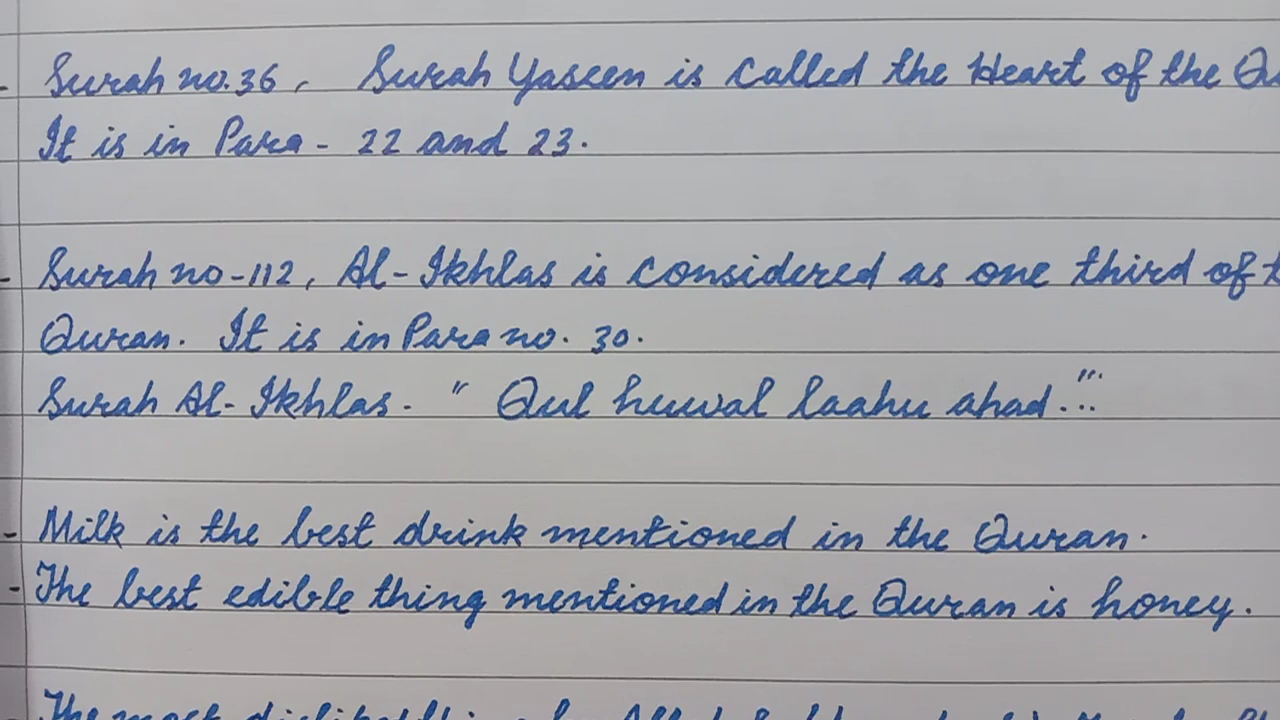 - Surah no.36, Surah Yaseen is called the Heart of the Qu
It is in Para - 22 and 23.
- Surah no-112, Al-Ikhlas is considered as one third of t
Quran. It is in Para no. 30.
Surah Al-Ikhlas. " Qul huwal laahu ahad..."
- Milk is the best drink mentioned in the Quran.
- The best edible thing mentioned in the Quran is honey.
The most